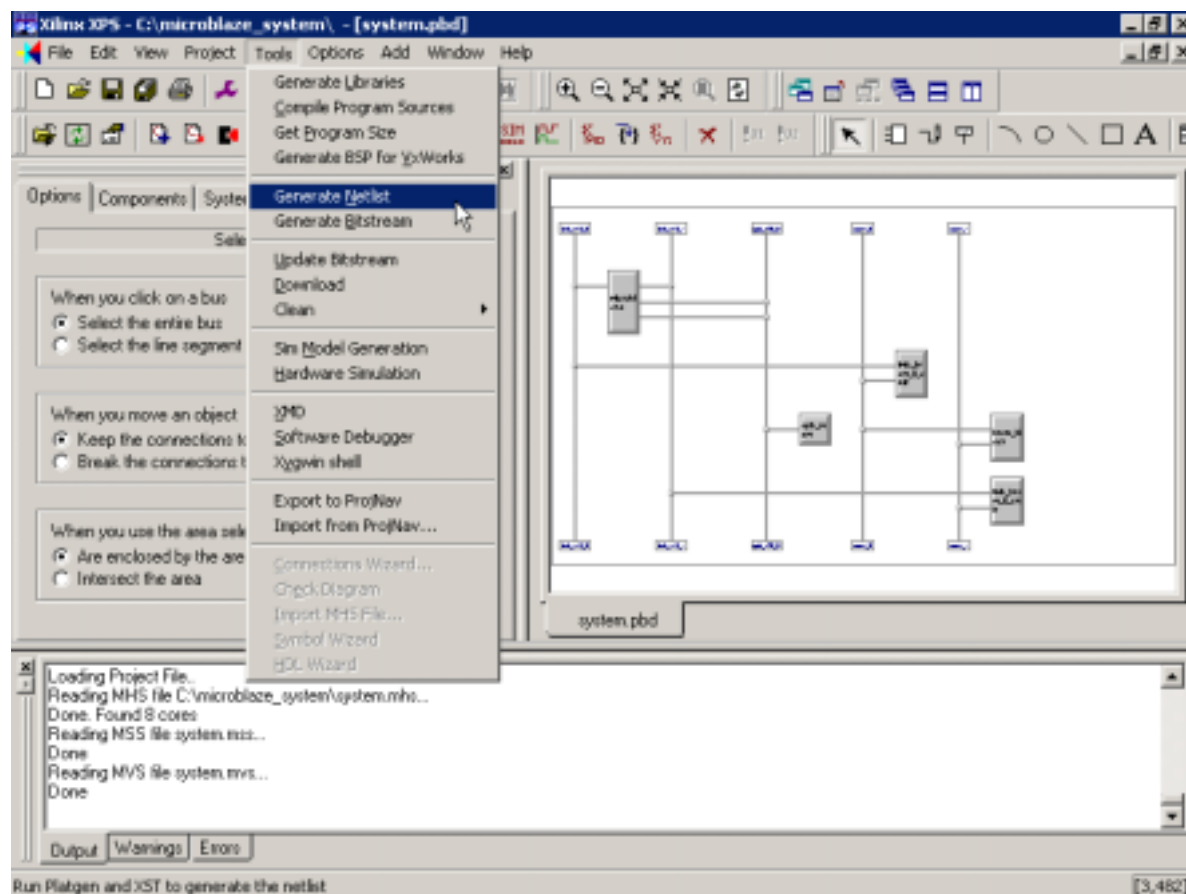 Xilinx XPS - C:\microblaze_system\ - [system.pbd]
File Edit View Project Tools Options Add Window Help
Generate Libraries
Compile Program Sources
Get Program Size
Generate BSP for VxWorks
Options Components System
Generate Netlist
Generate Bitstream
Sele
Update Bitstream
Download
Clean
When you click on a bus
Select the entire bus
Select the line segment
Sim Model Generation
Hardware Simulation
When you move an object
Keep the connections to
Break the connections t
XMD
Software Debugger
Xygwin shell
Export to ProjNav
Import from ProjNav...
When you use the area sele
Are enclosed by the are
Intersect the area
Connections Wizard...
Check Diagram
Import MHS File...
Symbol Wizard
HDL Wizard
system.pbd
Loading Project File..
Reading MHS file C:\microblaze_system\system.mhs...
Done. Found 8 cores
Reading MSS file system.mss...
Done
Reading MVS file system.mvs...
Done
Output Warnings Errors
Run Platgen and XST to generate the netlist
[3,482]